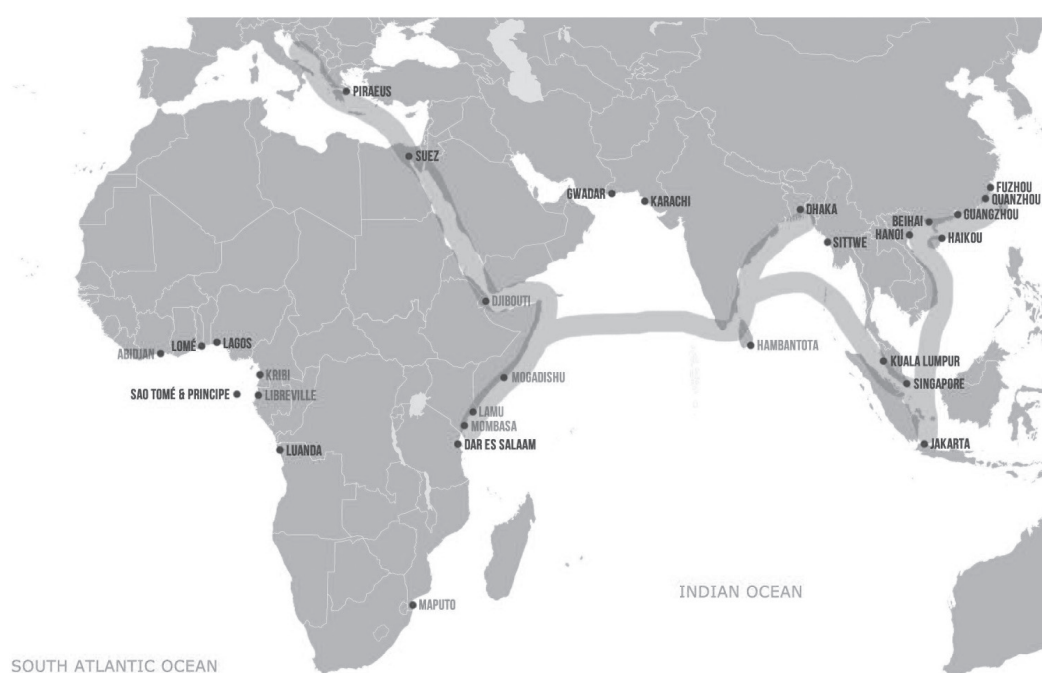 PIRAEUS
SUEZ
FUZHOU
GWADAR
QUANZHOU
KARACHI
DHAKA
GUANGZHOU
BEIHAI
HANOI
HAIKOU
SITTWE
DJIBOUTI
LOMÉ
LAGOS
ABIDJAN
HAMBANTOTA
KUALA LUMPUR
KRIBI
MOGADISHU
SINGAPORE
SAO TOMÉ & PRINCIPE
LIBREVILLE
LAMU
MOMBASA
DAR ES SALAAM
JAKARTA
LUANDA
INDIAN OCEAN
MAPUTO
SOUTH ATLANTIC OCEAN